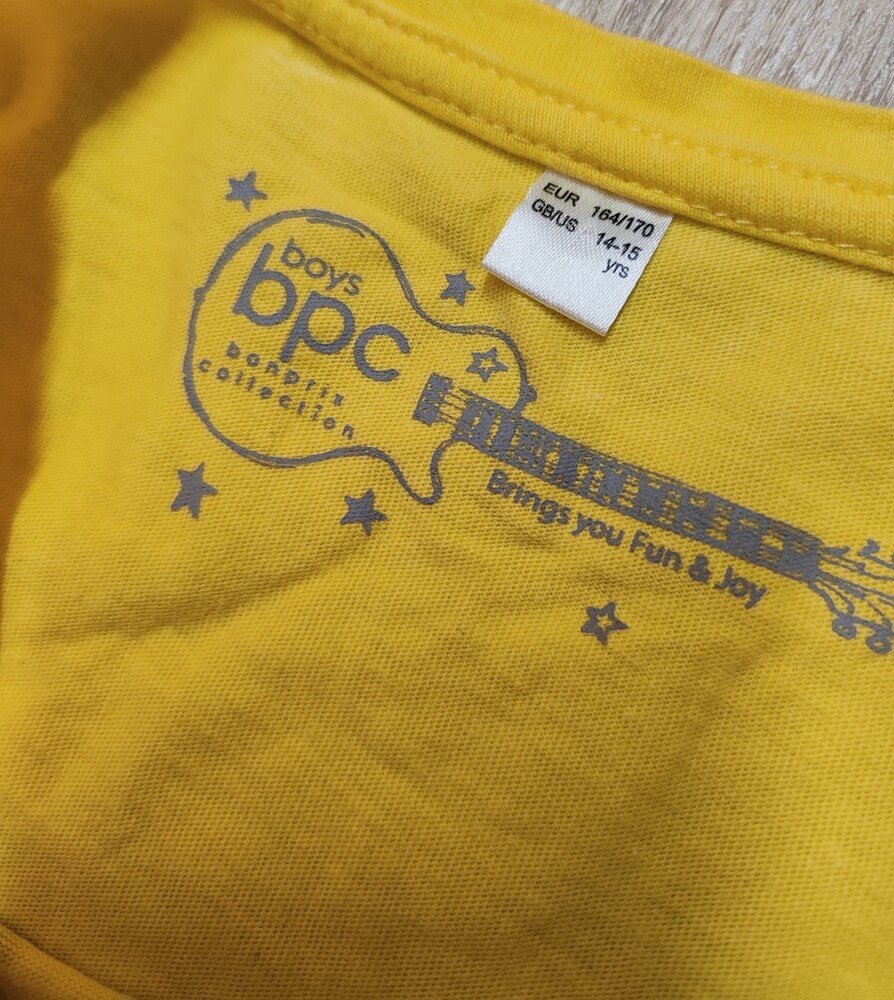 EUR 164/170
GB/US 14-15
yrs
boys
bpc
bonprix
collection
Brings you Fun & Joy